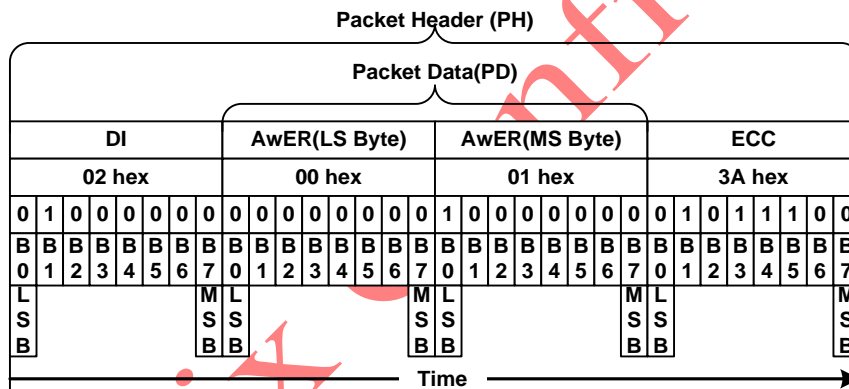 Packet Header (PH)
Packet Data(PD)
DI AwER(LS Byte) AwER(MS Byte) ECC
02 hex 00 hex 01 hex 3A hex
0 1 0 0 0 0 0 0 0 0 0 0 0 0 0 0 1 0 0 0 0 0 0 0 0 1 0 1 1 1 0 0
B0 B1 B2 B3 B4 B5 B6 B7 B0 B1 B2 B3 B4 B5 B6 B7 B0 B1 B2 B3 B4 B5 B6 B7 B0 B1 B2 B3 B4 B5 B6 B7
LSB MSB LSB MSB LSB MSB LSB MSB
Time